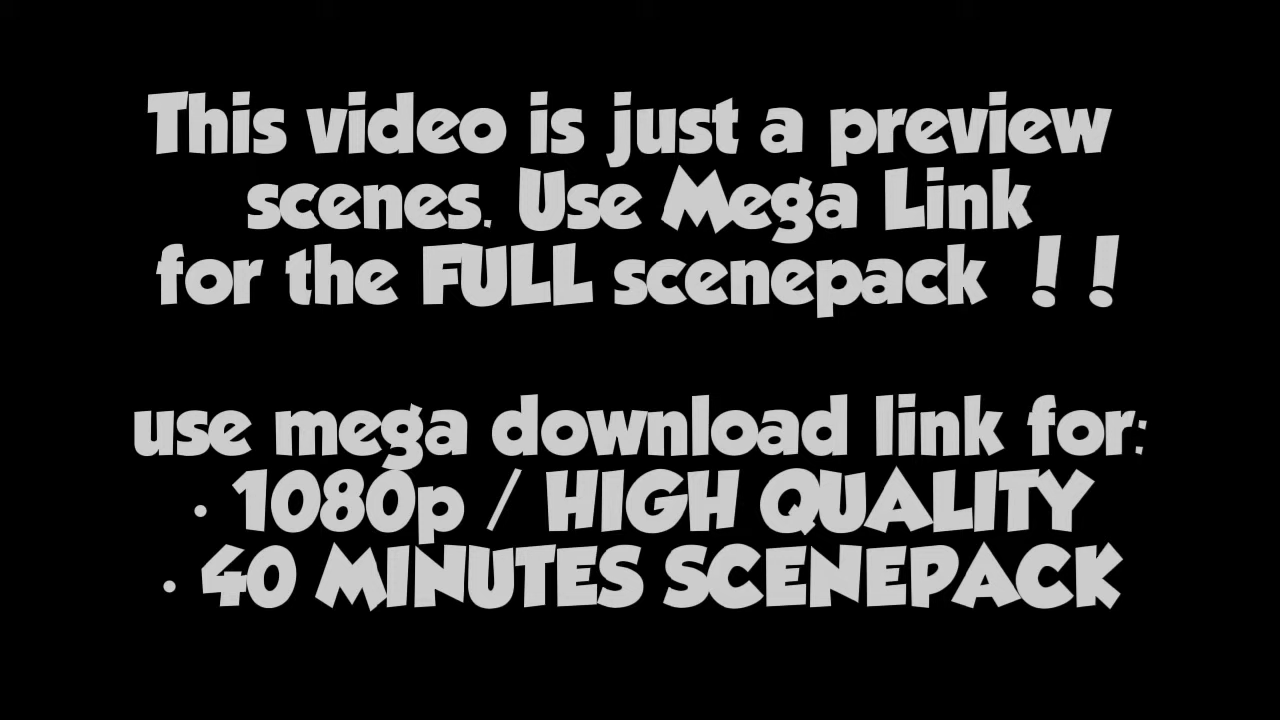 This video is just a preview
scenes. Use Mega Link
for the FULL scenepack !!
use mega download link for:
· 1080p / HIGH QUALITY
· 40 MINUTES SCENEPACK